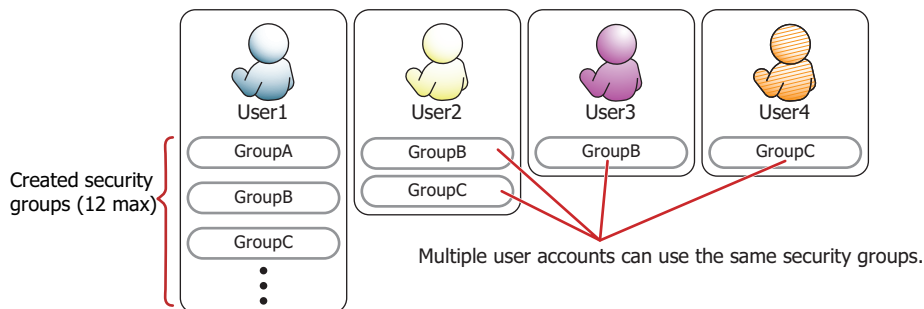 User1
User2
User3
User4
GroupA
GroupB
GroupC
GroupB
GroupC
GroupB
GroupC
Created security
groups (12 max)
Multiple user accounts can use the same security groups.